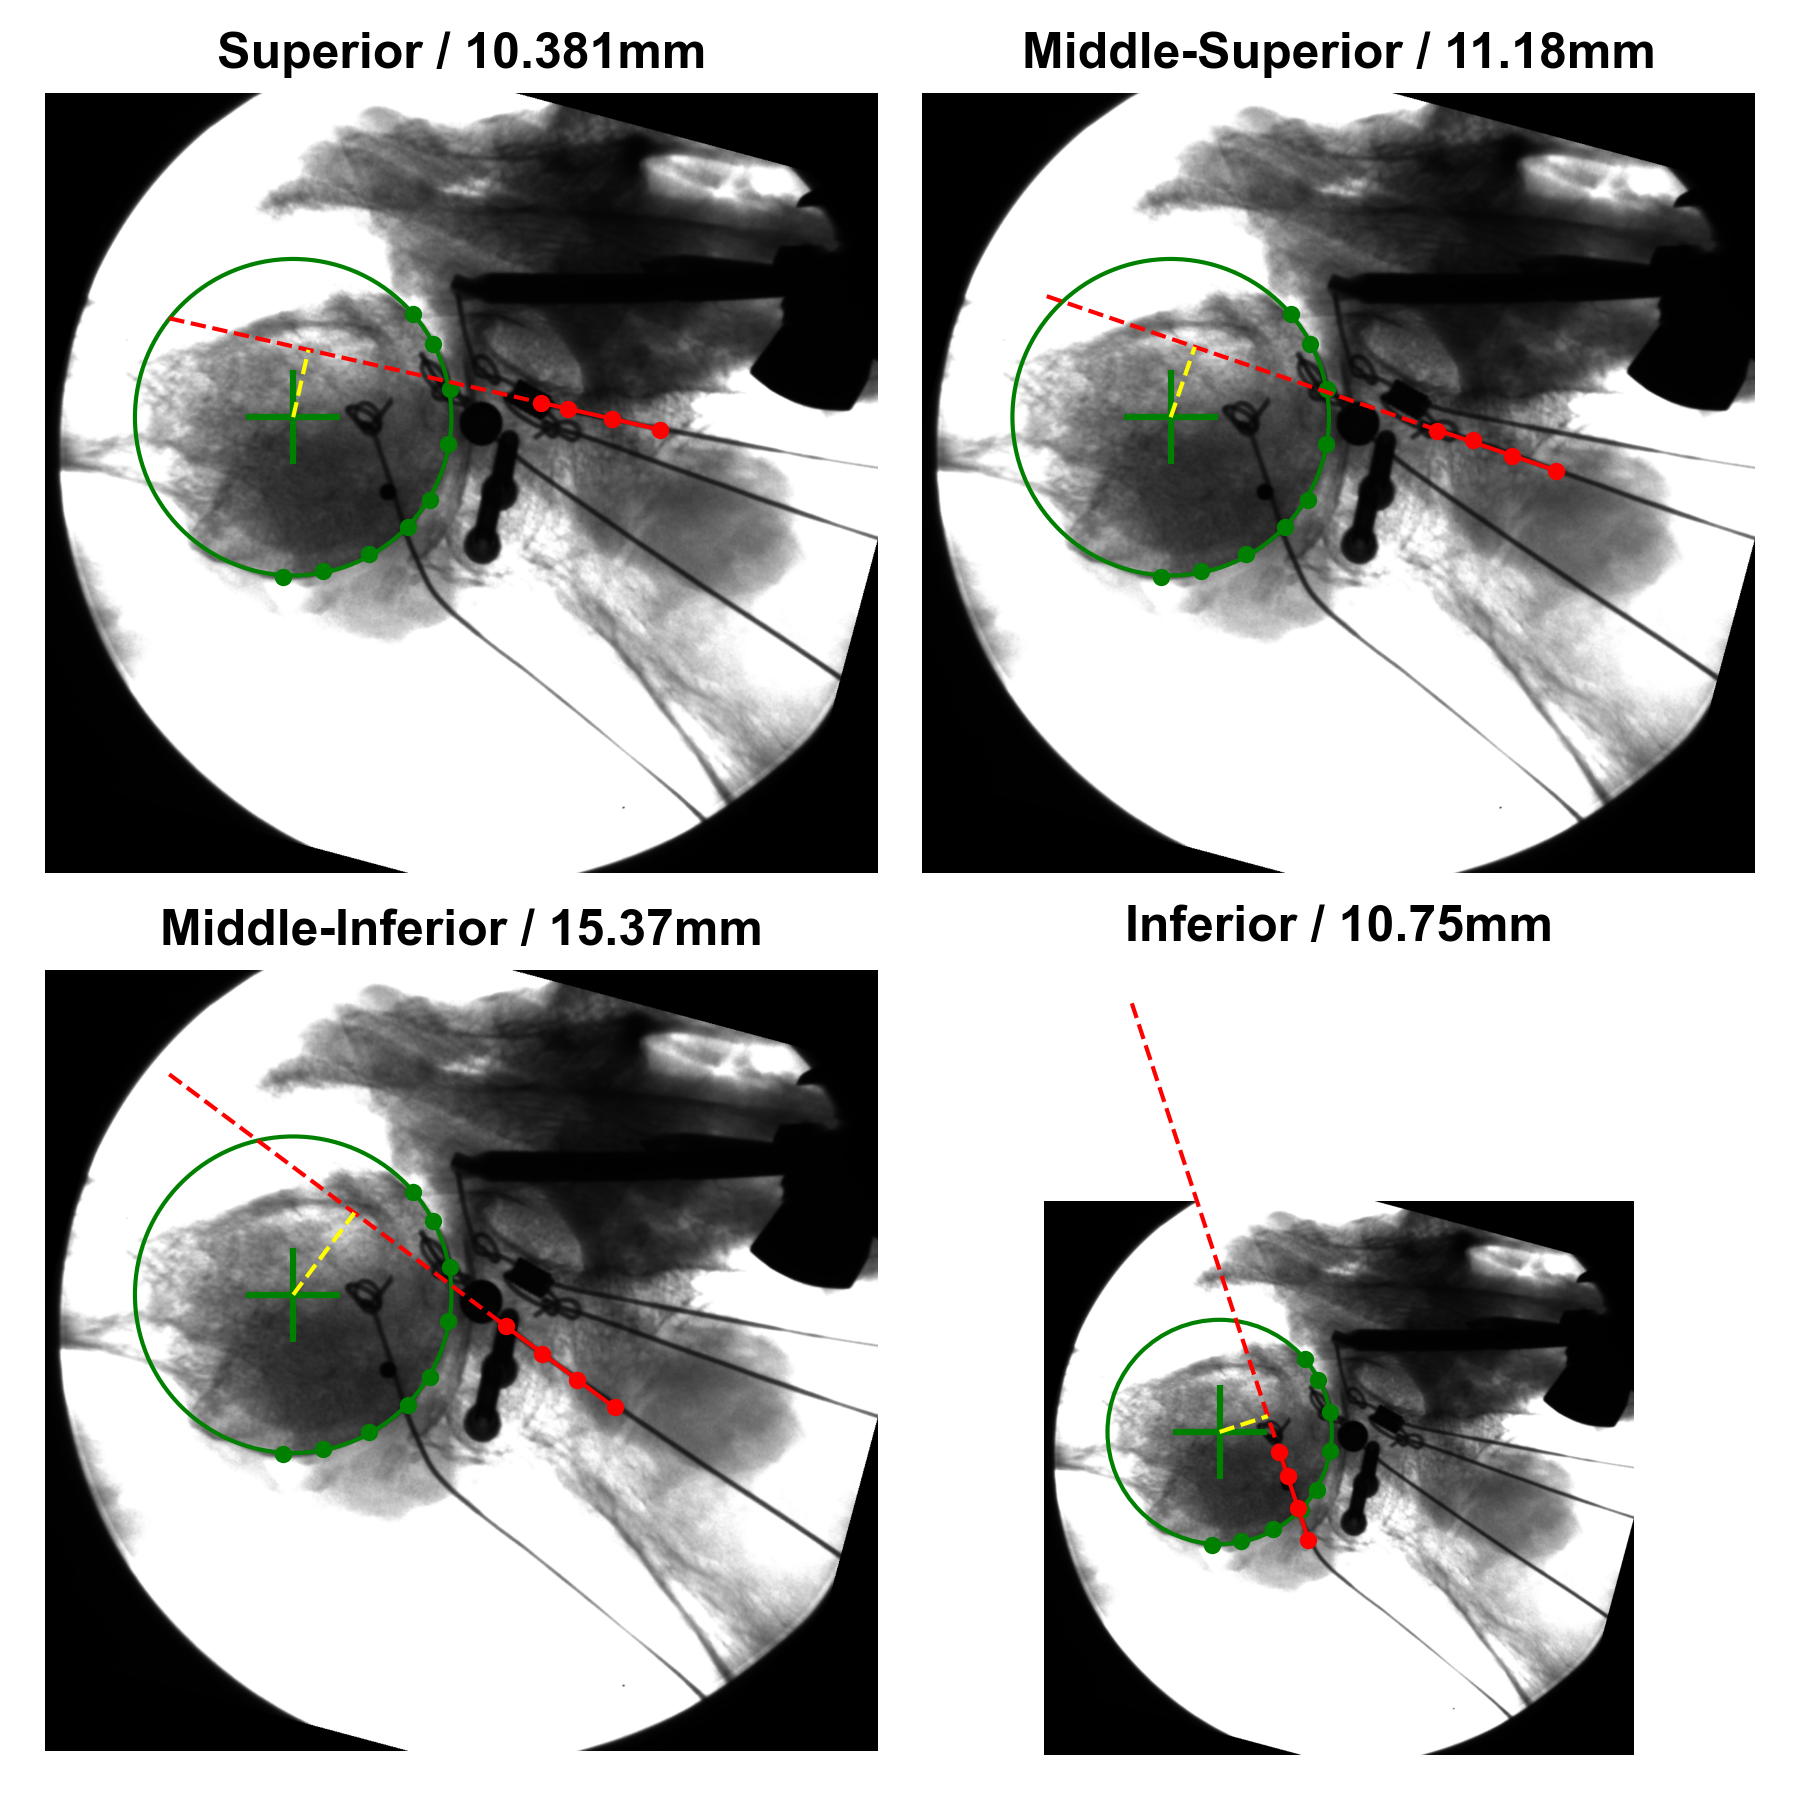 Superior / 10.381mm
Middle-Superior / 11.18mm
Middle-Inferior / 15.37mm
Inferior / 10.75mm